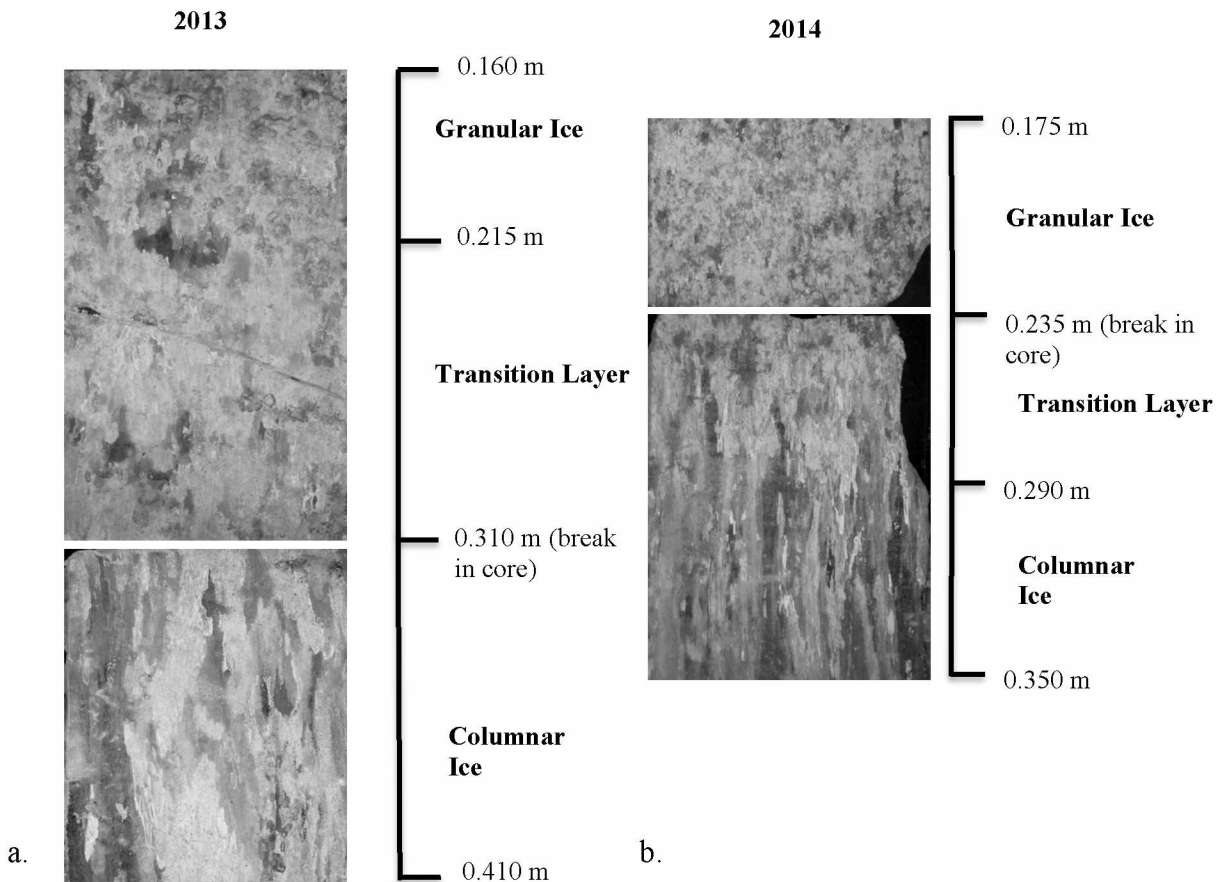 2013
0.160 m
Granular Ice
0.215 m
Transition Layer
0.310 m (break
in core)
Columnar
Ice
0.410 m
a.
2014
0.175 m
Granular Ice
0.235 m (break in
core)
Transition Layer
0.290 m
Columnar
Ice
0.350 m
b.